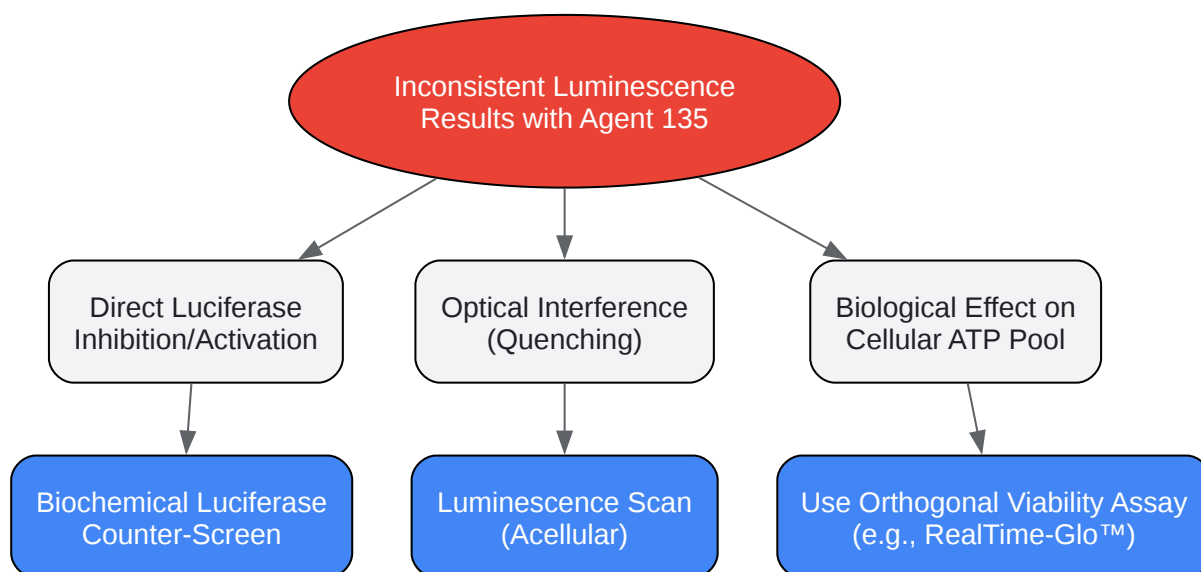 Inconsistent Luminescence
Results with Agent 135
Direct Luciferase
Inhibition/Activation
Optical Interference
(Quenching)
Biological Effect on
Cellular ATP Pool
Biochemical Luciferase
Counter-Screen
Luminescence Scan
(Acellular)
Use Orthogonal Viability Assay
(e.g., RealTime-Glo™)